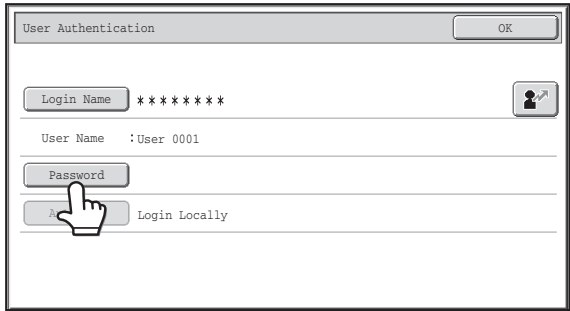 User Authentication OK
Login Name ********
User Name :User 0001
Password
Login Locally